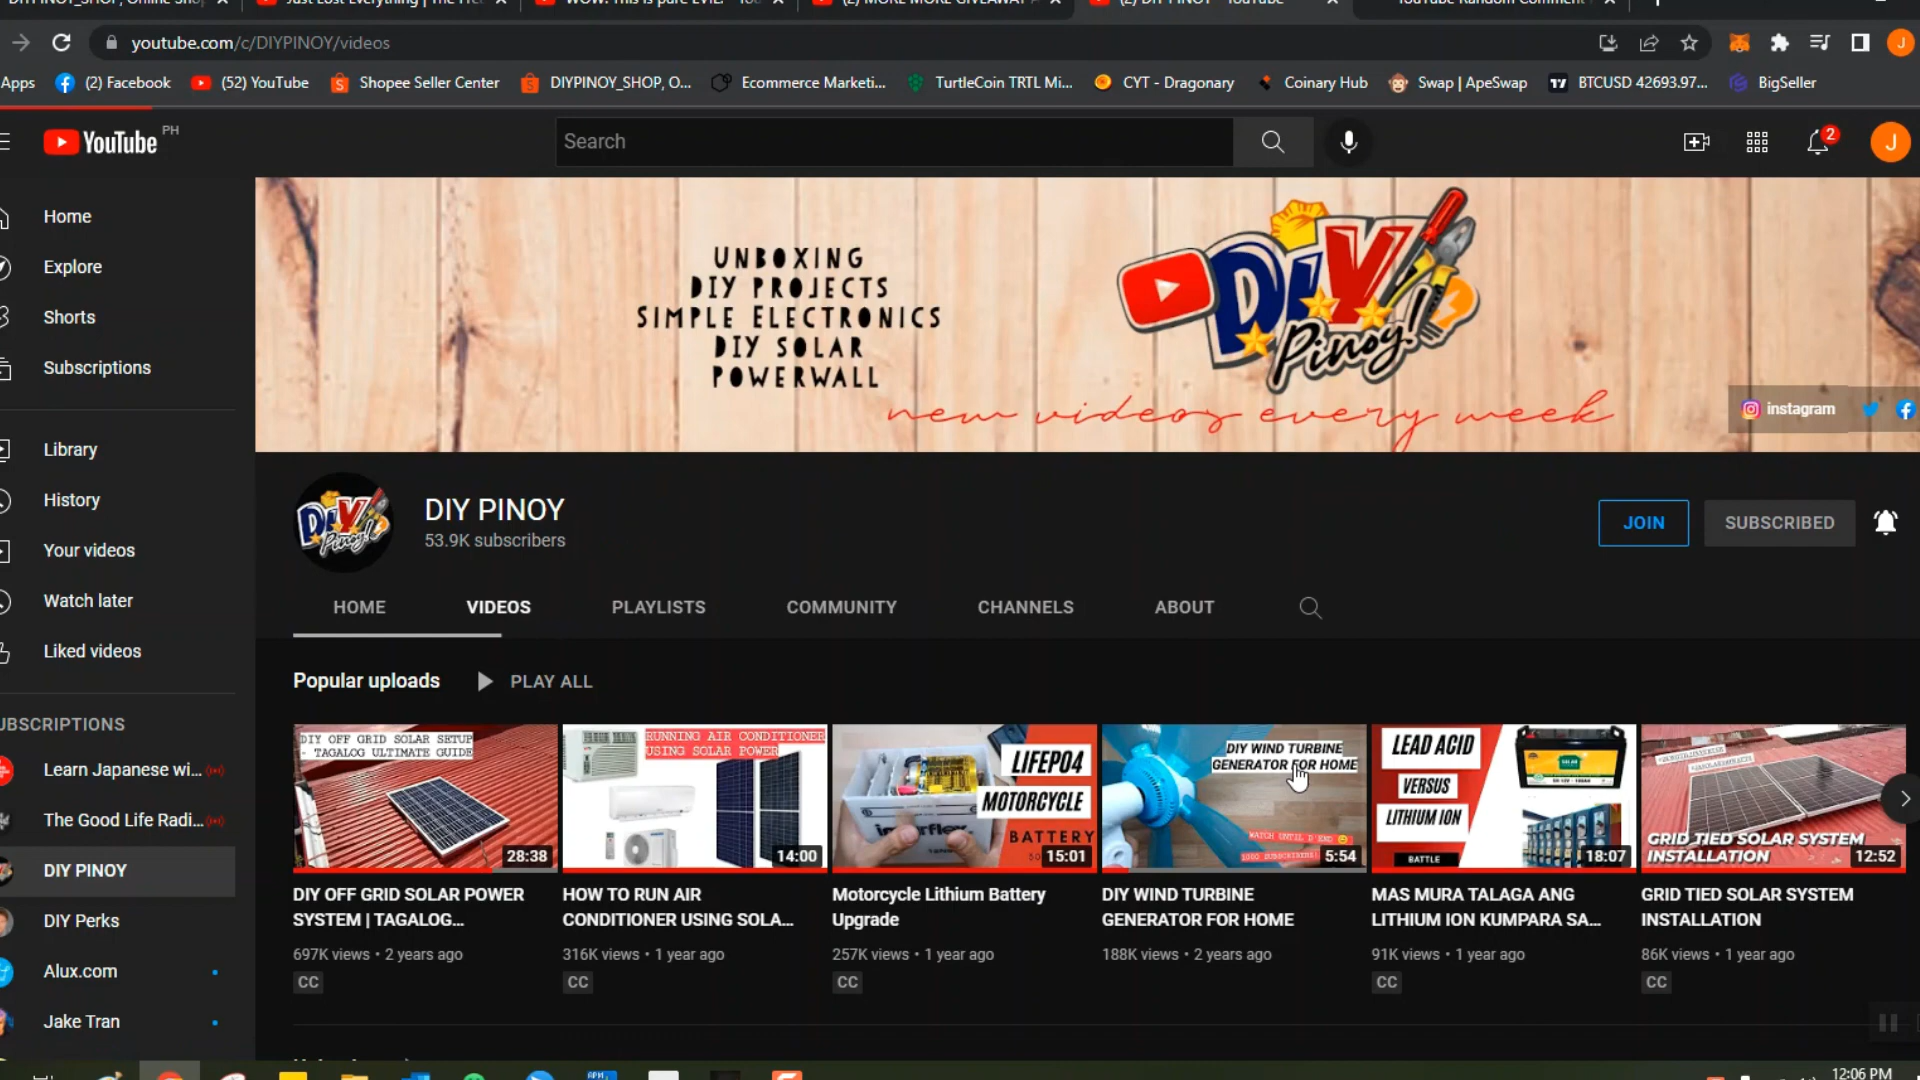 youtube.com/c/DIYPINOY/videos
Apps
(2) Facebook
(52) YouTube
Shopee Seller Center
DIYPINOY_SHOP, O...
Ecommerce Marketi...
TurtleCoin TRTL Mi...
CYT - Dragonary
Coinary Hub
Swap | ApeSwap
BTCUSD 42693.97...
BigSeller
YouTube PH
Search
2
J
Home
Explore
Shorts
Subscriptions
Library
History
Your videos
Watch later
Liked videos
UBSCRIPTIONS
Learn Japanese wi...
The Good Life Radi...
DIY PINOY
DIY Perks
Alux.com
Jake Tran
UNBOXING
DIY PROJECTS
SIMPLE ELECTRONICS
DIY SOLAR
POWERWALL
DIY
Pinoy!
new videos every week
instagram
DIY PINOY
53.9K subscribers
JOIN
SUBSCRIBED
HOME
VIDEOS
PLAYLISTS
COMMUNITY
CHANNELS
ABOUT
Popular uploads
PLAY ALL
DIY OFF GRID SOLAR SETUP
- TAGALOG ULTIMATE GUIDE
28:38
DIY OFF GRID SOLAR POWER
SYSTEM | TAGALOG...
697K views • 2 years ago
CC
RUNNING AIR CONDITIONER
USING SOLAR POWER
14:00
HOW TO RUN AIR
CONDITIONER USING SOLA...
316K views • 1 year ago
CC
LIFEPO4
MOTORCYCLE
BATTERY
15:01
Motorcycle Lithium Battery
Upgrade
257K views • 1 year ago
CC
DIY WIND TURBINE
GENERATOR FOR HOME
WATCH UNTIL D END
1000 SUBSCRIBERS
5:54
DIY WIND TURBINE
GENERATOR FOR HOME
188K views • 2 years ago
LEAD ACID
VERSUS
LITHIUM ION
BATTLE
18:07
MAS MURA TALAGA ANG
LITHIUM ION KUMPARA SA...
91K views • 1 year ago
CC
GRID TIED SOLAR SYSTEM
INSTALLATION
12:52
GRID TIED SOLAR SYSTEM
INSTALLATION
86K views • 1 year ago
CC
12:06 PM